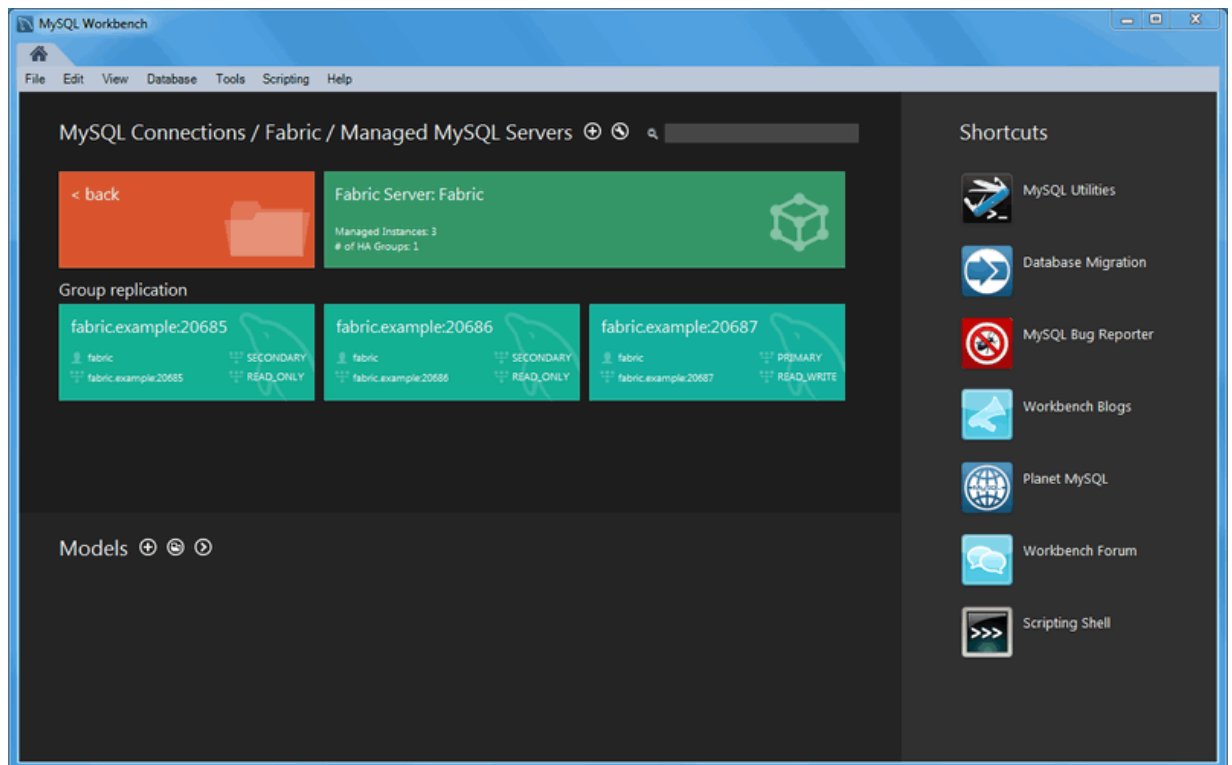 MySQL Workbench
File Edit View Database Tools Scripting Help
MySQL Connections / Fabric / Managed MySQL Servers
< back
Fabric Server: Fabric
Managed Instances: 3
# of HA Groups: 1
Group replication
fabric.example:20685
fabric SECONDARY
fabric.example:20685 READ_ONLY
fabric.example:20686
fabric SECONDARY
fabric.example:20686 READ_ONLY
fabric.example:20687
fabric PRIMARY
fabric.example:20687 READ_WRITE
Models
Shortcuts
MySQL Utilities
Database Migration
MySQL Bug Reporter
Workbench Blogs
MySQL
Planet MySQL
Workbench Forum
>>>
Scripting Shell